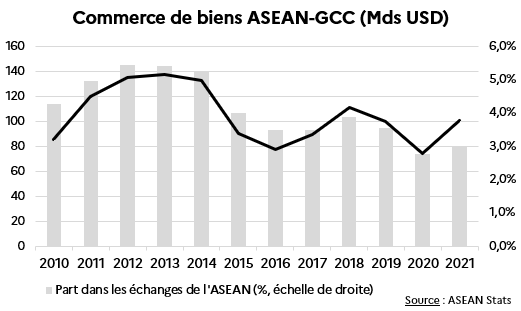 Commerce de biens ASEAN-GCC (Mds USD)
160 6,0%
140 5,0%
120 4,0%
100 3,0%
80 2,0%
60 1,0%
40 0,0%
20
0
2010 2011 2012 2013 2014 2015 2016 2017 2018 2019 2020 2021
Part dans les échanges de l'ASEAN (%, échelle de droite)
Source : ASEAN Stats